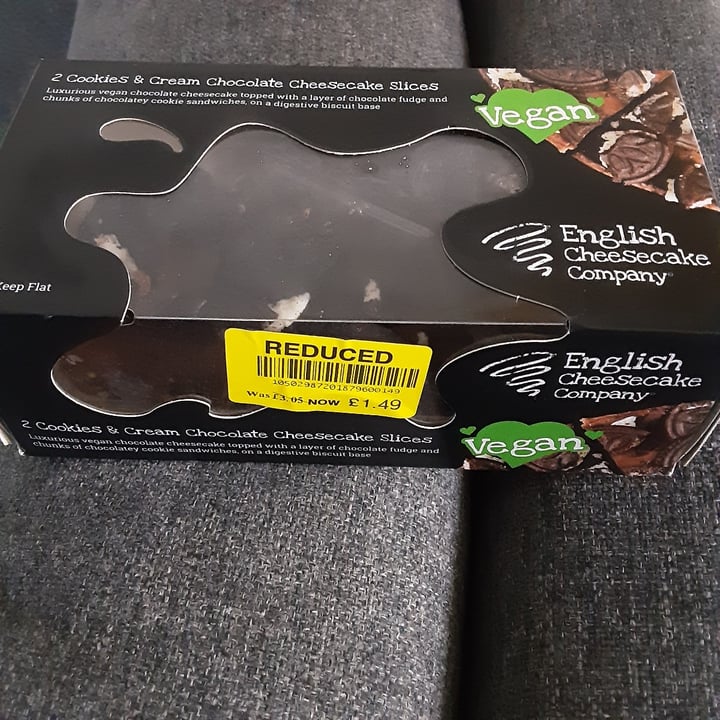 2 Cookies & Cream Chocolate Cheesecake Slices
Luxurious vegan chocolate cheesecake topped with a layer of chocolate fudge and
chunks of chocolatey cookie sandwiches, on a digestive biscuit base
Vegan
English
Cheesecake
Company
Keep Flat
REDUCED
Was £3.05 NOW £1.49
English
Cheesecake
Company
2 Cookies & Cream Chocolate Cheesecake Slices
Luxurious vegan chocolate cheesecake topped with a layer of chocolate fudge and
chunks of chocolatey cookie sandwiches, on a digestive biscuit base
Vegan